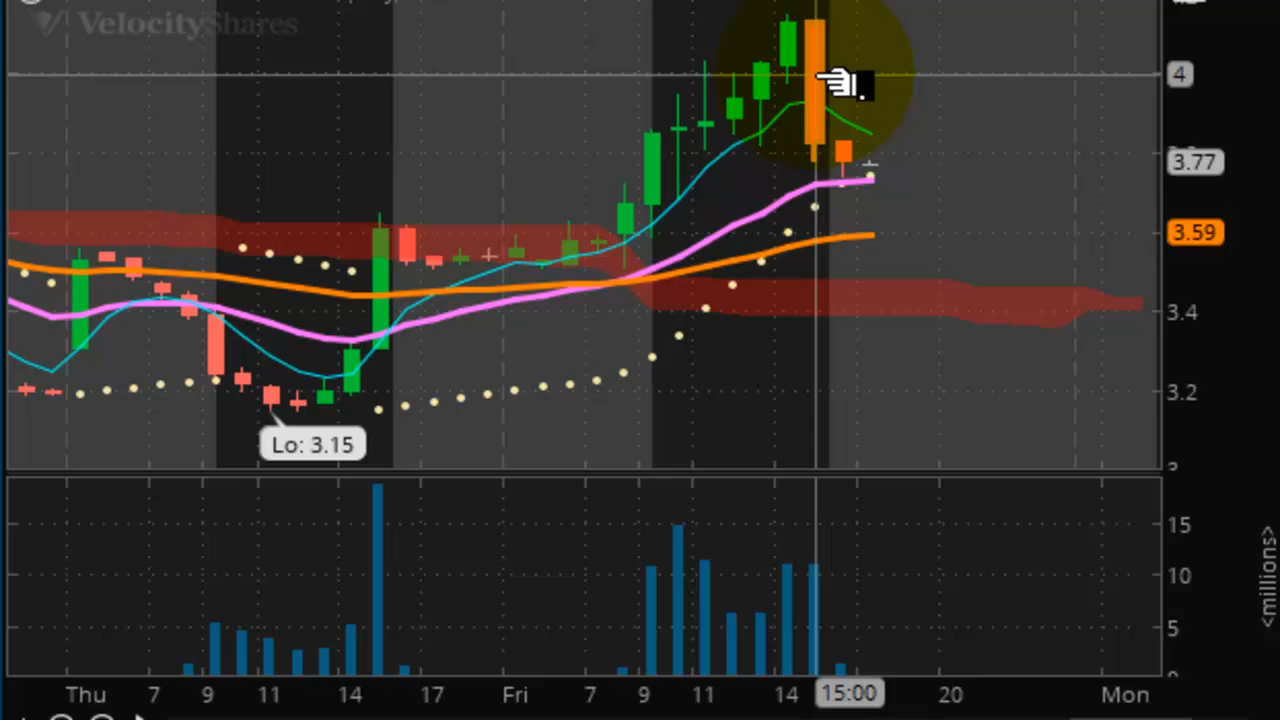 VelocityShares
4
3.77
3.59
3.4
3.2
Lo: 3.15
15
10
5
<millions>
Thu 7 9 11 14 17 Fri 7 9 11 14 15:00 20 Mon